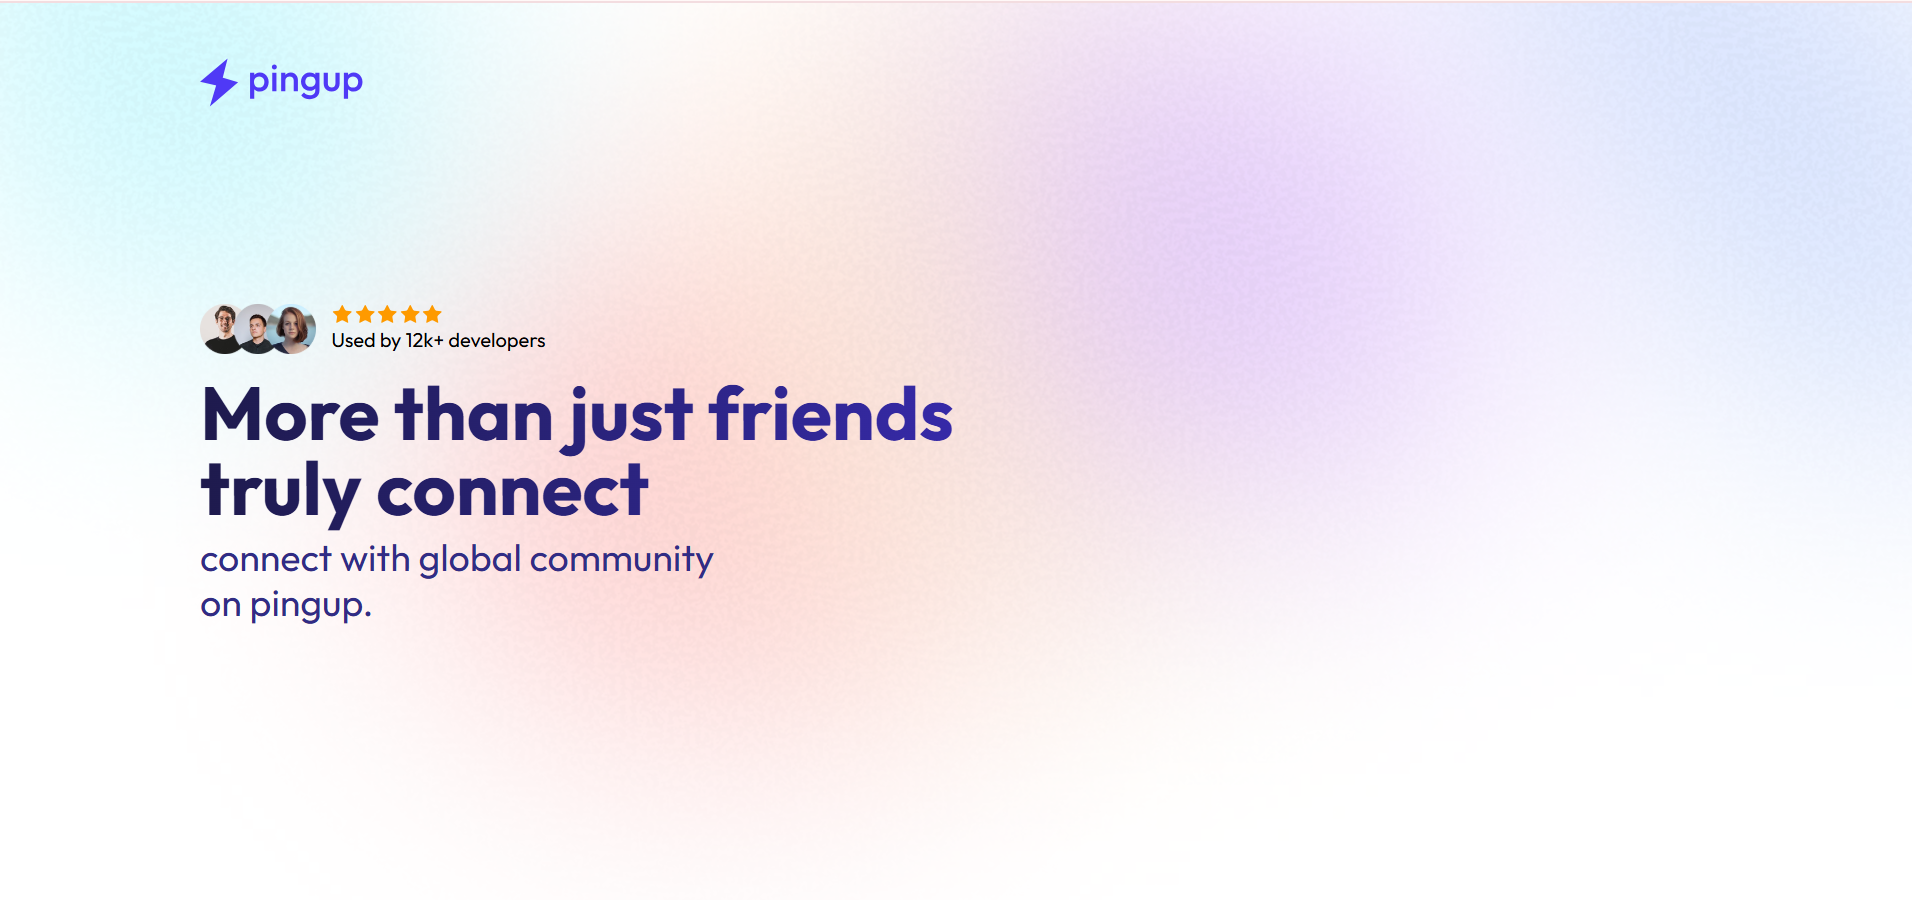 pingup
Used by 12k+ developers
More than just friends
truly connect
connect with global community
on pingup.